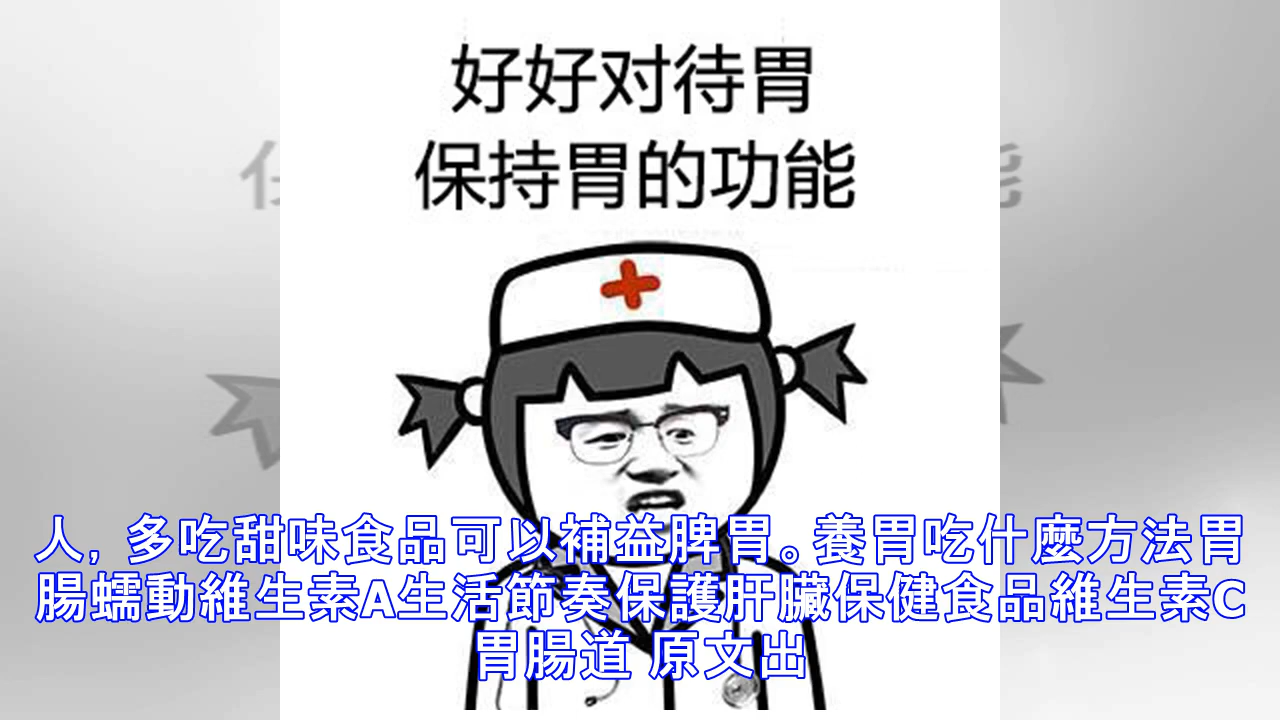 好好对待胃
保持胃的功能
人，多吃甜味食品可以補益脾胃。養胃吃什麼方法胃
腸蠕動維生素A生活節奏保護肝臟保健食品維生素C
胃腸道 原文出